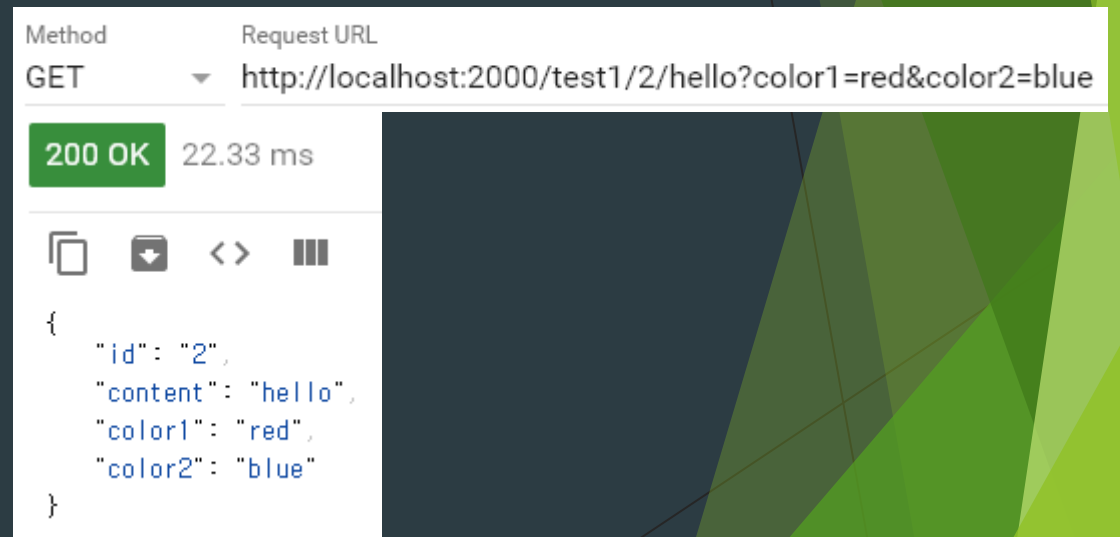 Method Request URL
GET http://localhost:2000/test1/2/hello?color1=red&color2=blue
200 OK 22.33 ms
{
"id": "2",
"content": "hello",
"color1": "red",
"color2": "blue"
}